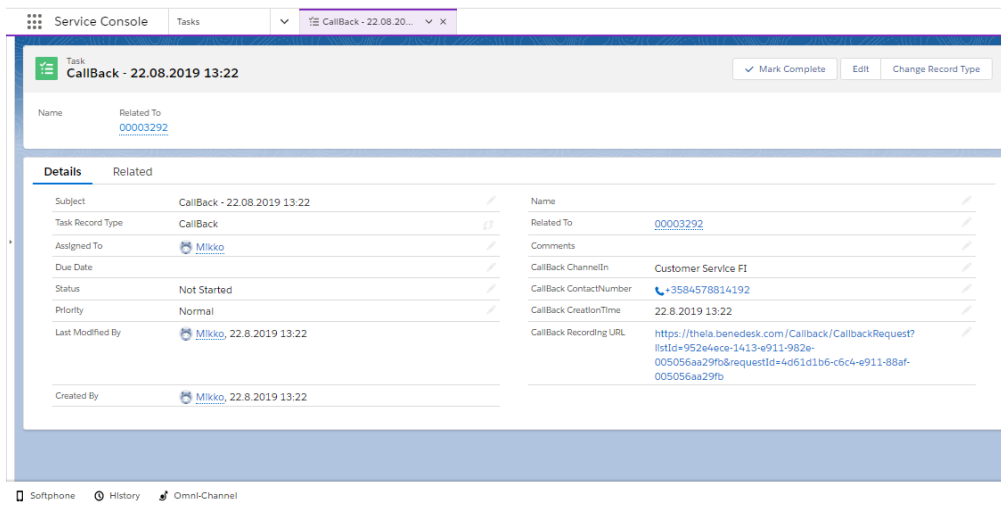 Service Console
Tasks
CallBack - 22.08.20...
Task
CallBack - 22.08.2019 13:22
Mark Complete
Edit
Change Record Type
Name
Related To
00003292
Details
Related
Subject
CallBack - 22.08.2019 13:22
Name
Task Record Type
CallBack
Related To
00003292
Assigned To
Mikko
Comments
Due Date
CallBack ChannelIn
Customer Service FI
Status
Not Started
CallBack ContactNumber
+3584578814192
Priority
Normal
CallBack CreationTime
22.8.2019 13:22
Last Modified By
Mikko, 22.8.2019 13:22
CallBack Recording URL
https://thela.benedesk.com/Callback/CallbackRequest?
listId=952e4ece-1413-e911-982e-
005056aa29fb&requestId=4d61d1b6-c6c4-e911-88af-
005056aa29fb
Created By
Mikko, 22.8.2019 13:22
Softphone
History
Omni-Channel